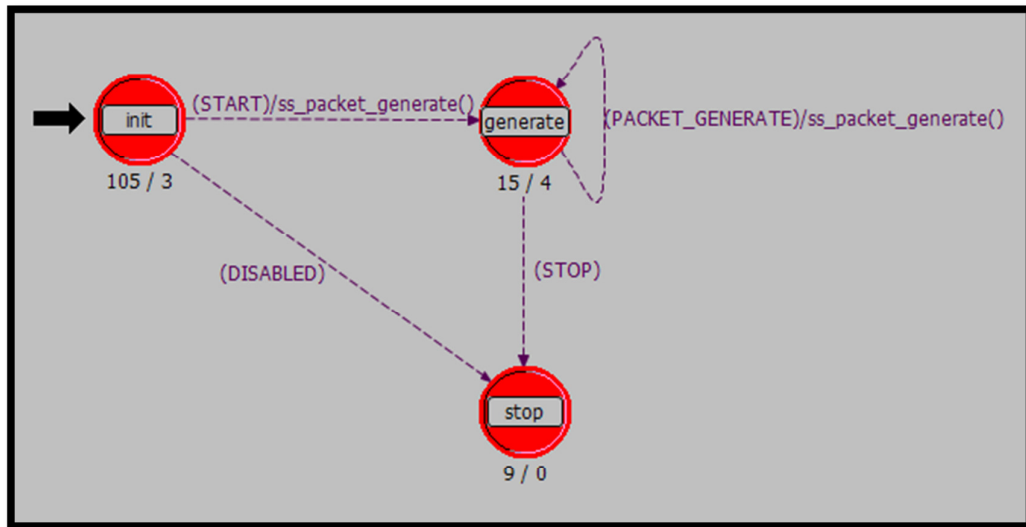 (START)/ss_packet_generate()
init
generate
(PACKET_GENERATE)/ss_packet_generate()
105 / 3
15 / 4
(DISABLED)
(STOP)
stop
9 / 0